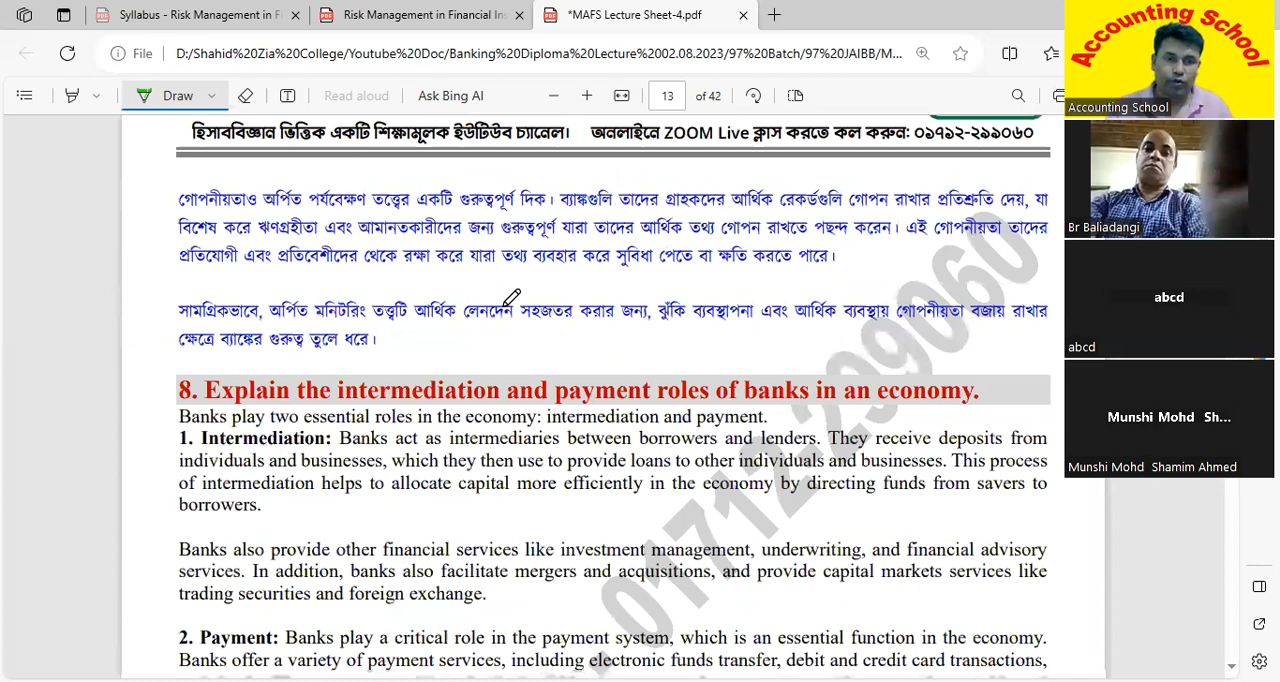 Syllabus - Risk Management in Fi
Risk Management in Financial Ins
*MAFS Lecture Sheet-4.pdf
File
D:/Shahid%20Zia%20College/Youtube%20Doc/Banking%20Diploma%20Lecture%2002.08.2023/97%20Batch/97%20JAIBB/M...
Draw
Read aloud
Ask Bing AI
13
of 42
Accounting School
Accounting School
Br Baliadangi
abcd
abcd
Munshi Mohd Sh...
Munshi Mohd Shamim Ahmed
হিসাববিজ্ঞান ভিত্তিক একটি শিক্ষামূলক ইউটিউব চ্যানেল। অনলাইনে ZOOM Live ক্লাস করতে কল করুন: ০১৭১২-২৯৯০৬০
গোপনীয়তাও অর্পিত পর্যবেক্ষণ তত্ত্বের একটি গুরুত্বপূর্ণ দিক। ব্যাঙ্কগুলি তাদের গ্রাহকদের আর্থিক রেকর্ডগুলি গোপন রাখার প্রতিশ্রুতি দেয়, যা
বিশেষ করে ঋণগ্রহীতা এবং আমানতকারীদের জন্য গুরুত্বপূর্ণ যারা তাদের আর্থিক তথ্য গোপন রাখতে পছন্দ করেন। এই গোপনীয়তা তাদের
প্রতিযোগী এবং প্রতিবেশীদের থেকে রক্ষা করে যারা তথ্য ব্যবহার করে সুবিধা পেতে বা ক্ষতি করতে পারে।
সামগ্রিকভাবে, অর্পিত মনিটরিং তত্ত্বটি আর্থিক লেনদেন সহজতর করার জন্য, ঝুঁকি ব্যবস্থাপনা এবং আর্থিক ব্যবস্থায় গোপনীয়তা বজায় রাখার
ক্ষেত্রে ব্যাংকের গুরুত্ব তুলে ধরে।
8. Explain the intermediation and payment roles of banks in an economy.
Banks play two essential roles in the economy: intermediation and payment.
1. Intermediation: Banks act as intermediaries between borrowers and lenders. They receive deposits from
individuals and businesses, which they then use to provide loans to other individuals and businesses. This process
of intermediation helps to allocate capital more efficiently in the economy by directing funds from savers to
borrowers.
Banks also provide other financial services like investment management, underwriting, and financial advisory
services. In addition, banks also facilitate mergers and acquisitions, and provide capital markets services like
trading securities and foreign exchange.
2. Payment: Banks play a critical role in the payment system, which is an essential function in the economy.
Banks offer a variety of payment services, including electronic funds transfer, debit and credit card transactions,
01712-299060